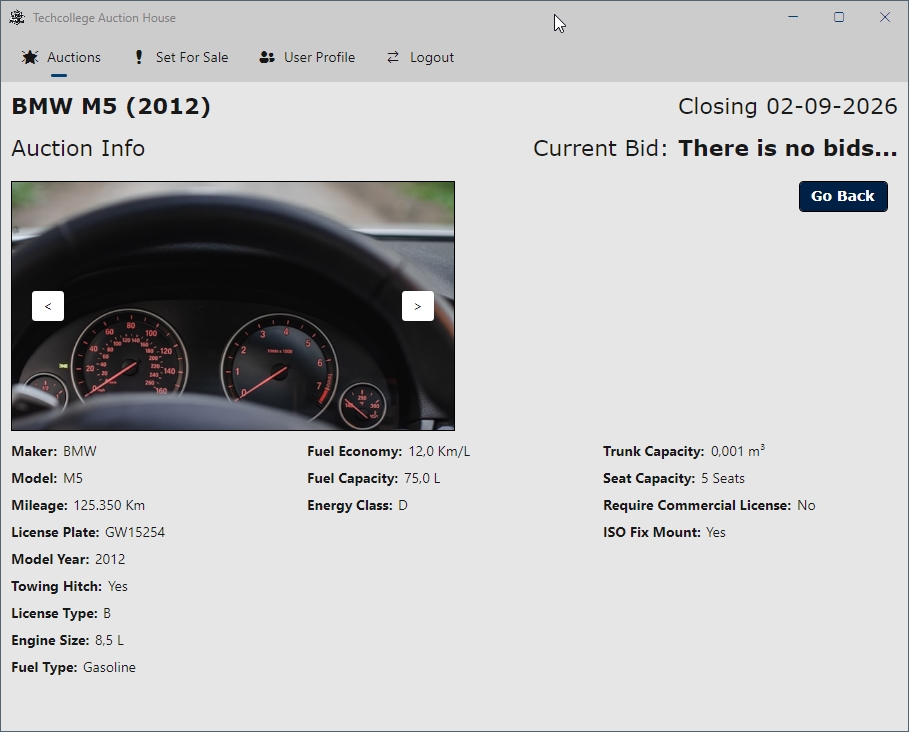 Techcollege Auction House
Auctions Set For Sale User Profile Logout
BMW M5 (2012) Closing 02-09-2026
Auction Info Current Bid: There is no bids...
Go Back
< >
Maker: BMW Fuel Economy: 12,0 Km/L Trunk Capacity: 0,001 m³
Model: M5 Fuel Capacity: 75,0 L Seat Capacity: 5 Seats
Mileage: 125.350 Km Energy Class: D Require Commercial License: No
License Plate: GW15254 ISO Fix Mount: Yes
Model Year: 2012
Towing Hitch: Yes
License Type: B
Engine Size: 8,5 L
Fuel Type: Gasoline